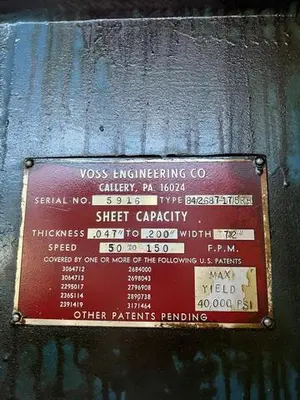 VOSS ENGINEERING CO.
CALLERY, PA. 16024
SERIAL NO. 5916 TYPE
SHEET CAPACITY
THICKNESS .047" TO .200" WIDTH 72"
SPEED 50 TO 150 F.P.M.
COVERED BY ONE OR MORE OF THE FOLLOWING U.S. PATENTS
3064712 2684000
3064713 2698043
2295017 2796908
2365114 2890738
2391419 3171464
MAX
YIELD
40,000 PSI
OTHER PATENTS PENDING